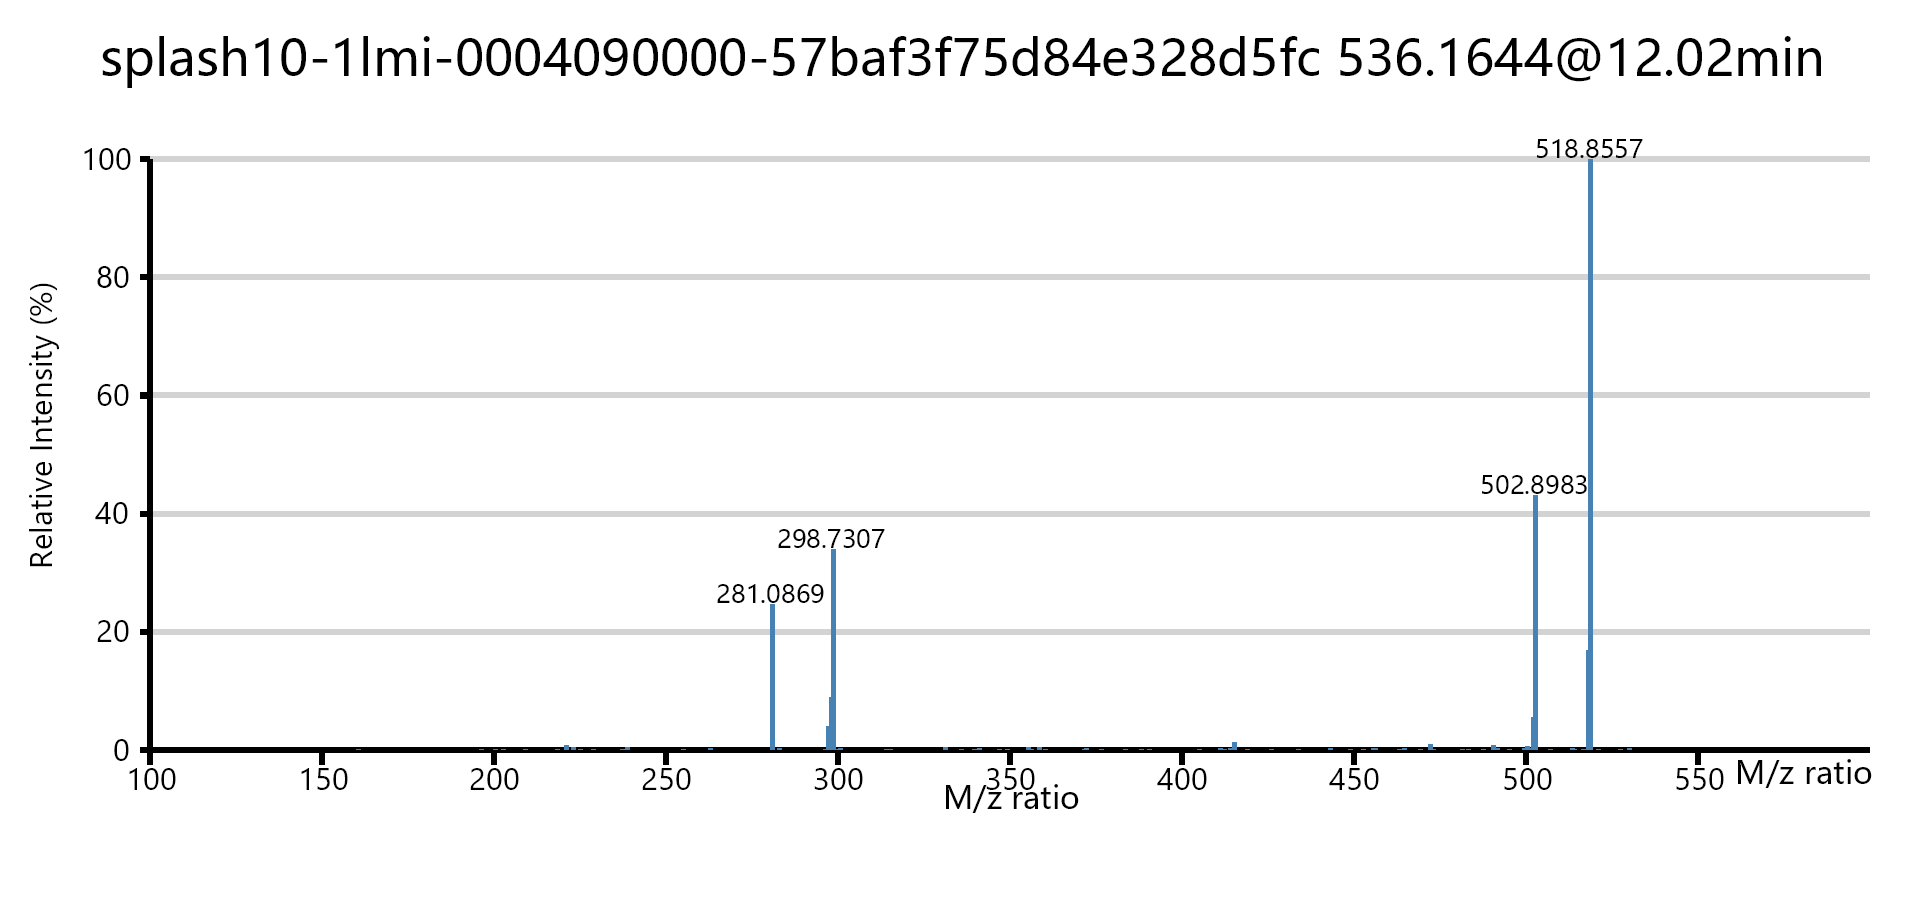 splash10-1lmi-0004090000-57baf3f75d84e328d5fc 536.1644@12.02min
518.8557
100
80
60
502.8983
40
298.7307
281.0869
20
0
Relative Intensity (%)
100 150 200 250 300 350 400 450 500 550
M/z ratio
M/z ratio